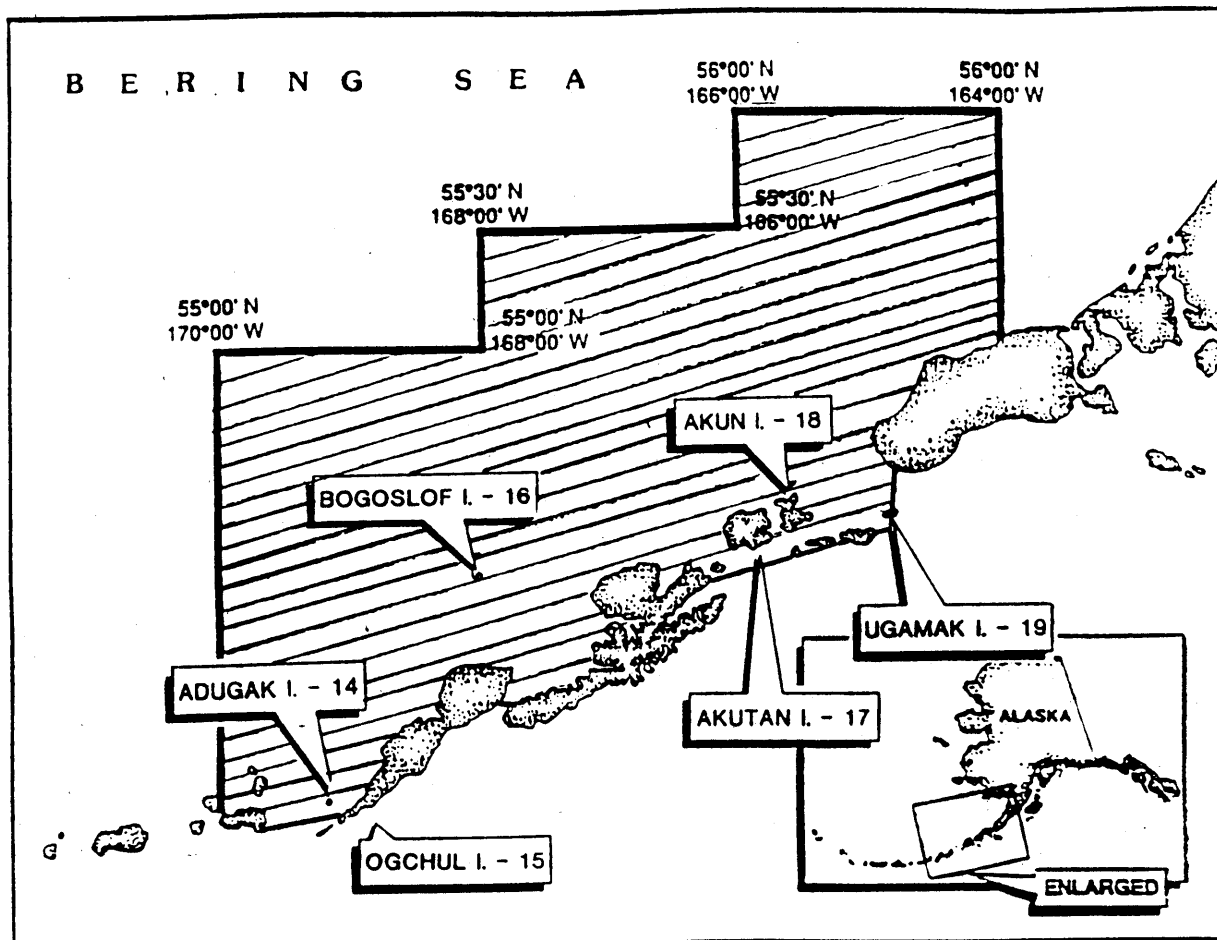 BERING SEA
56°00' N
166°00' W
56°00' N
164°00' W
55°30' N
168°00' W
55°30' N
166°00' W
55°00' N
170°00' W
55°00' N
168°00' W
AKUN I. - 18
BOGOSLOF I. - 16
UGAMAK I. - 19
ADUGAK I. - 14
AKUTAN I. - 17
ALASKA
OGCHUL I. - 15
ENLARGED